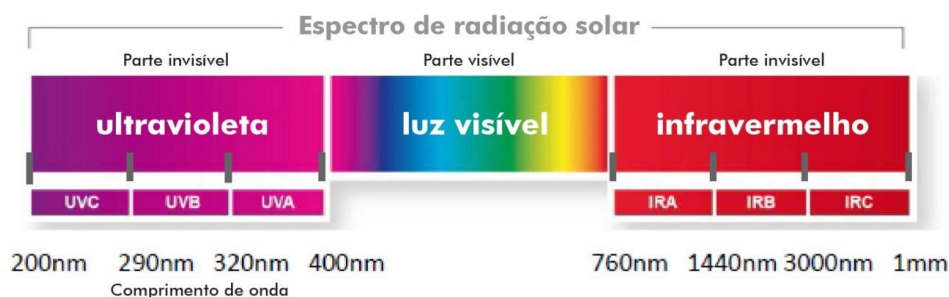 Espectro de radiação solar
Parte invisível Parte visível Parte invisível
ultravioleta luz visível infravermelho
UVC UVB UVA IRA IRB IRC
200nm 290nm 320nm 400nm 760nm 1440nm 3000nm 1mm
Comprimento de onda